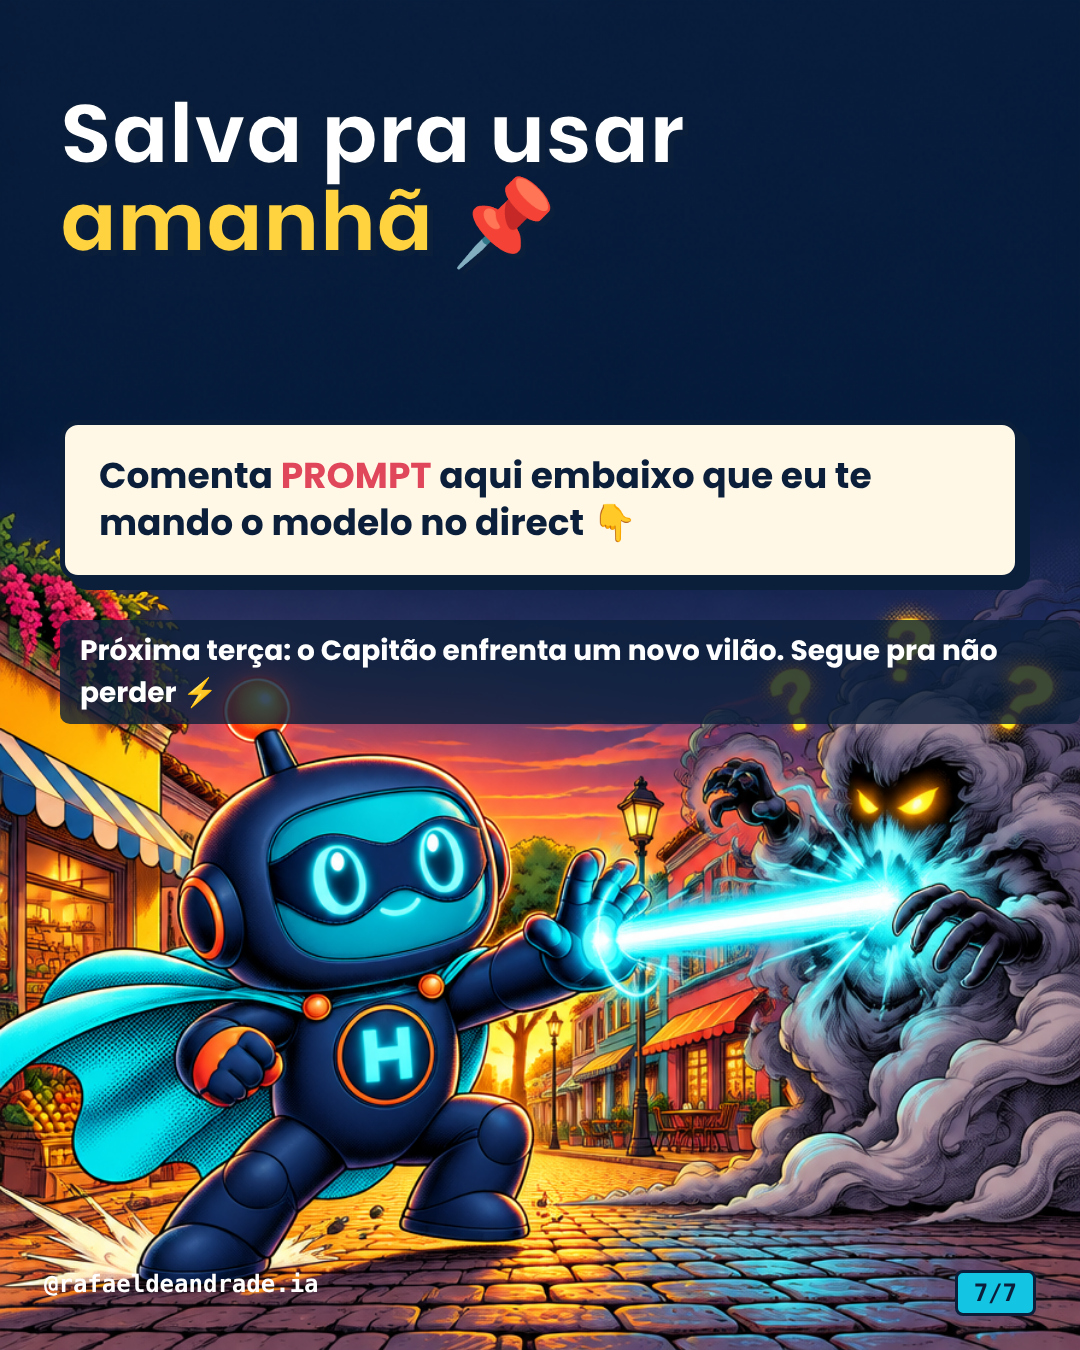 Salva pra usar
amanhã 📌
Comenta PROMPT aqui embaixo que eu te
mando o modelo no direct 👇
Próxima terça: o Capitão enfrenta um novo vilão. Segue pra não
perder ⚡
? ? ?
H
@rafaeldeandrade.ia
7/7